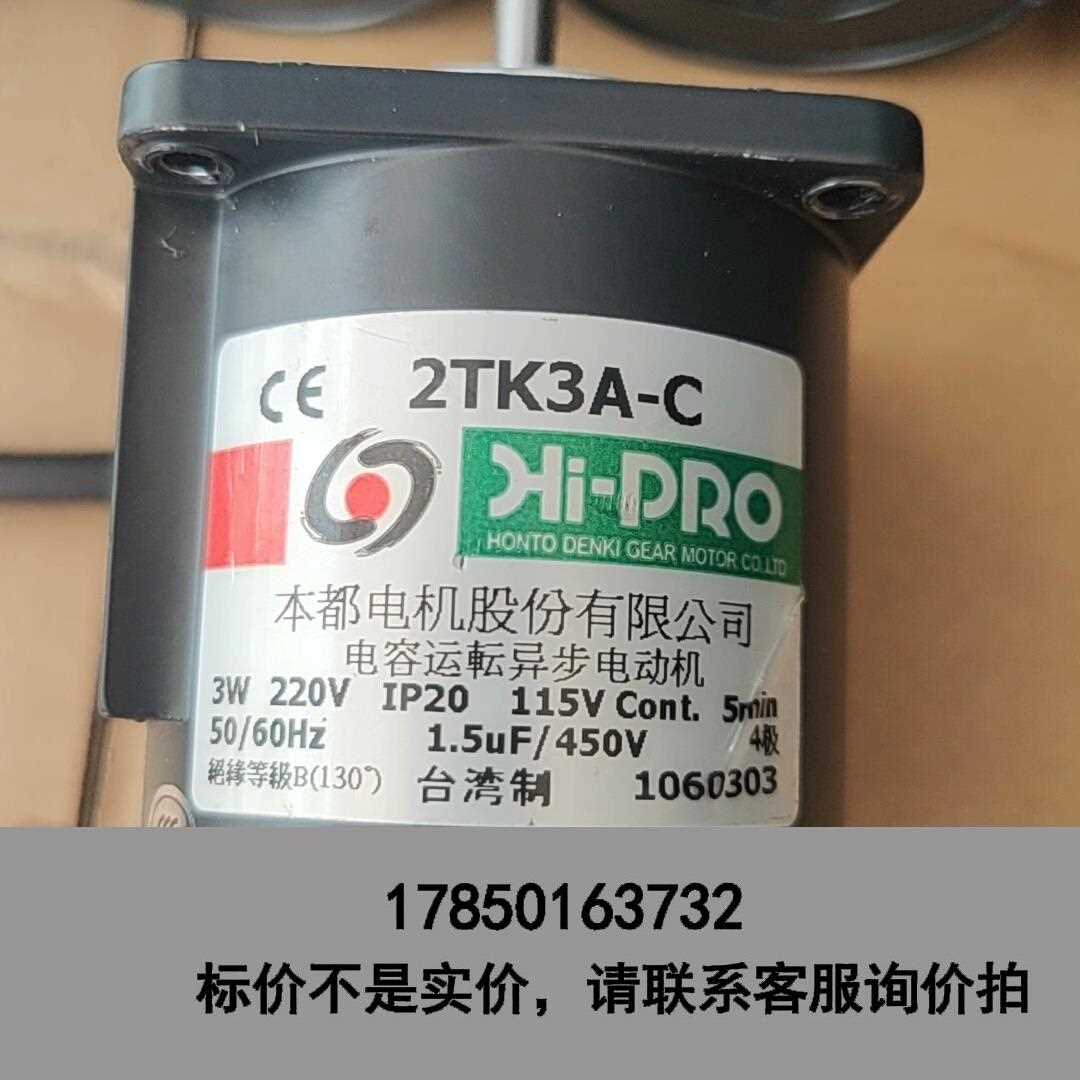 CE 2TK3A-C
Hi-PRO
HONTO DENKI GEAR MOTOR CO.,LTD
本都电机股份有限公司
电容运転异步电动机
3W 220V IP20 115V Cont. 5min
50/60Hz 1.5uF/450V 4极
絕緣等級B(130°)台湾制 1060303
17850163732
标价不是实价，请联系客服询价拍